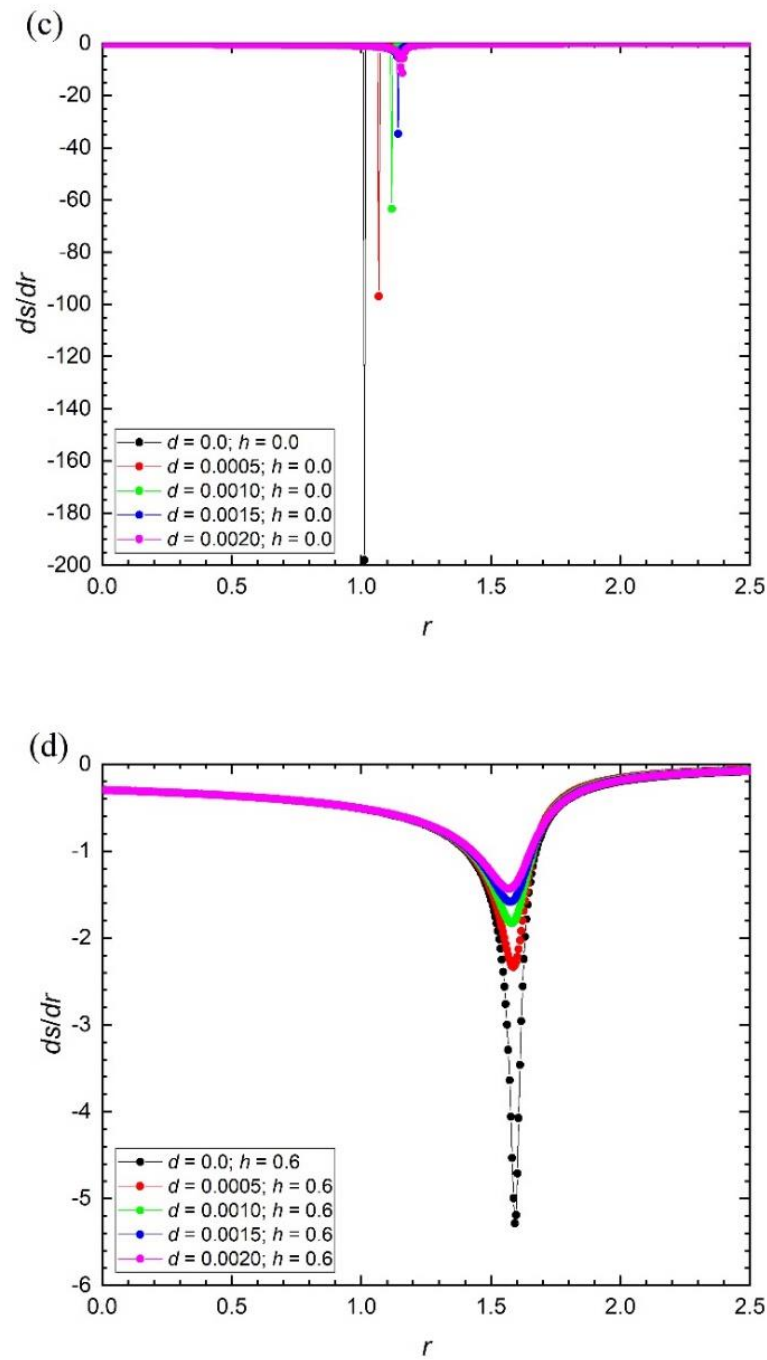 (c)
0
-20
-40
-60
-80
-100
-120
-140
-160
-180
-200
ds/dr
d = 0.0; h = 0.0
d = 0.0005; h = 0.0
d = 0.0010; h = 0.0
d = 0.0015; h = 0.0
d = 0.0020; h = 0.0
0.0 0.5 1.0 1.5 2.0 2.5
r
(d)
0
-1
-2
-3
-4
-5
-6
ds/dr
d = 0.0; h = 0.6
d = 0.0005; h = 0.6
d = 0.0010; h = 0.6
d = 0.0015; h = 0.6
d = 0.0020; h = 0.6
0.0 0.5 1.0 1.5 2.0 2.5
r